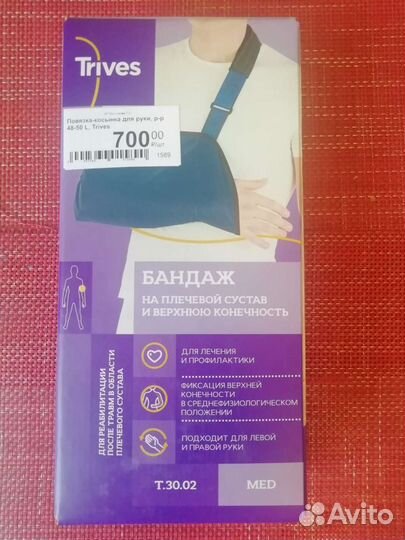 Trives
Повязка-косынка для руки, р-р
48-50 L, Trives
700 00
₽/шт
1569
БАНДАЖ
НА ПЛЕЧЕВОЙ СУСТАВ
И ВЕРХНЮЮ КОНЕЧНОСТЬ
ДЛЯ РЕАБИЛИТАЦИИ
ПОСЛЕ ТРАВМ В ОБЛАСТИ
ПЛЕЧЕВОГО СУСТАВА
ДЛЯ ЛЕЧЕНИЯ
И ПРОФИЛАКТИКИ
ФИКСАЦИЯ ВЕРХНЕЙ
КОНЕЧНОСТИ
В СРЕДНЕФИЗИОЛОГИЧЕСКОМ
ПОЛОЖЕНИИ
ПОДХОДИТ ДЛЯ ЛЕВОЙ
И ПРАВОЙ РУКИ
Т.30.02
MED
Avito